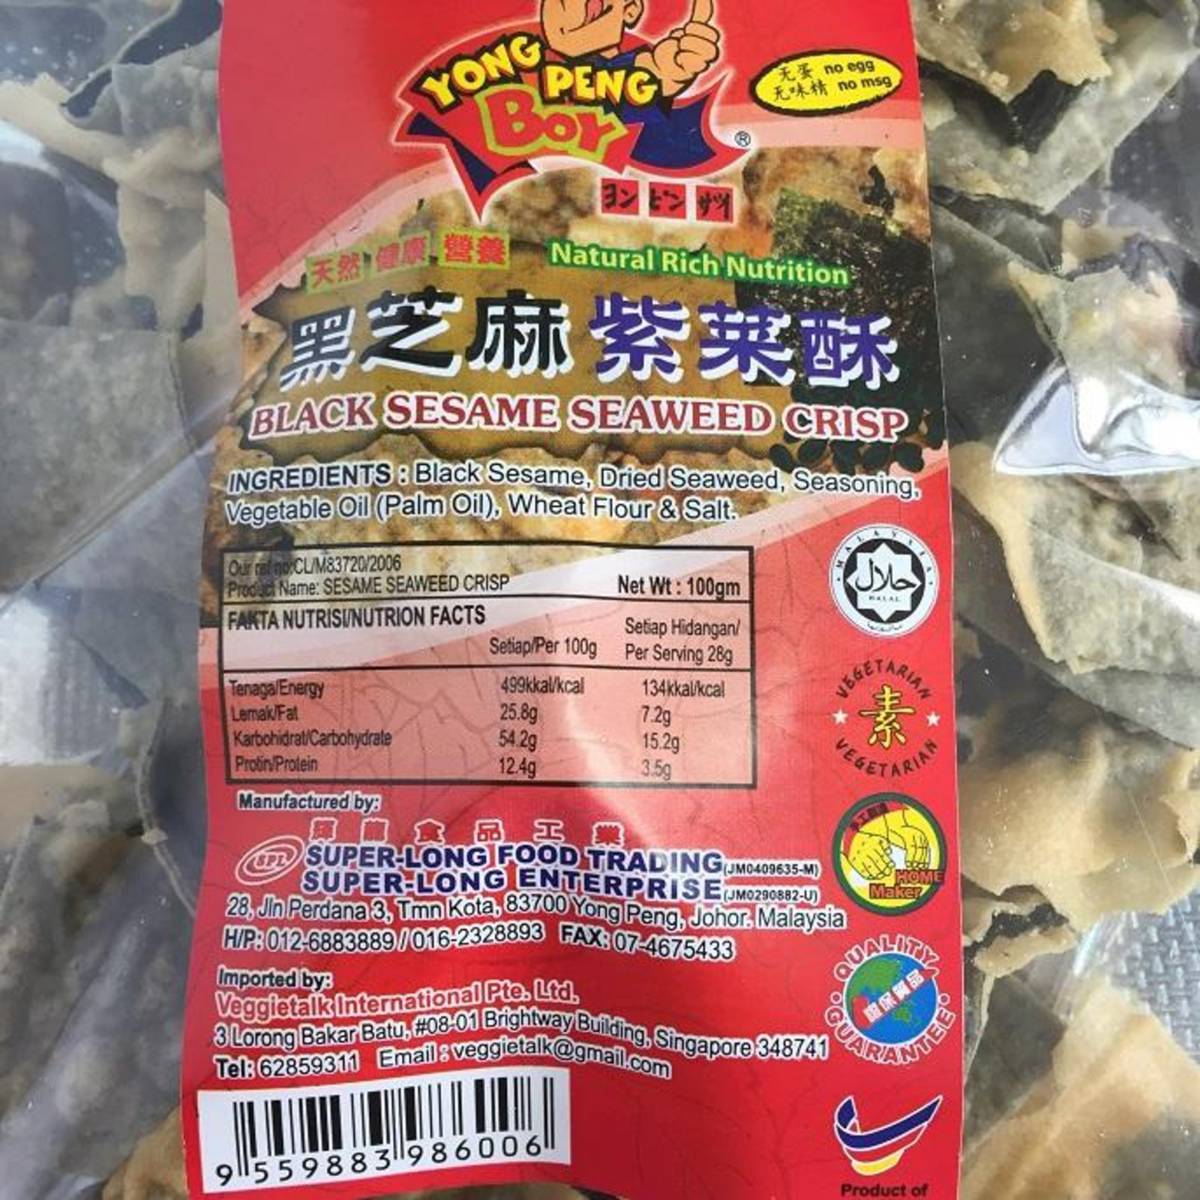 YONG PENG
BOY
®
无蛋 no egg
无味精 no msg
ヨン ピン ザイ
天然 健康 營養 Natural Rich Nutrition
黑芝麻紫菜酥
BLACK SESAME SEAWEED CRISP
INGREDIENTS : Black Sesame, Dried Seaweed, Seasoning,
Vegetable Oil (Palm Oil), Wheat Flour & Salt.
Our ref no:CL/M83720/2006
Product Name: SESAME SEAWEED CRISP Net Wt : 100gm
FAKTA NUTRISI/NUTRION FACTS
Setiap/Per 100g Setiap Hidangan/
Per Serving 28g
Tenaga/Energy 499kkal/kcal 134kkal/kcal
Lemak/Fat 25.8g 7.2g
Karbohidrat/Carbohydrate 54.2g 15.2g
Protin/Protein 12.4g 3.5g
MALAYSIA
حلال
HALAL
VEGETARIAN
素
VEGETARIAN
Manufactured by:
食品工業
SPL SUPER-LONG FOOD TRADING (JM0409635-M)
SUPER-LONG ENTERPRISE (JM0290882-U)
28, Jln Perdana 3, Tmn Kota, 83700 Yong Peng, Johor. Malaysia
H/P: 012-6883889 / 016-2328893 FAX: 07-4675433
HOME
Maker
Imported by:
Veggietalk International Pte. Ltd.
3 Lorong Bakar Batu, #08-01 Brightway Building, Singapore 348741
Tel: 62859311 Email : veggietalk@gmail.com
QUALITY
GUARANTEE
9 559883 986006
Product of